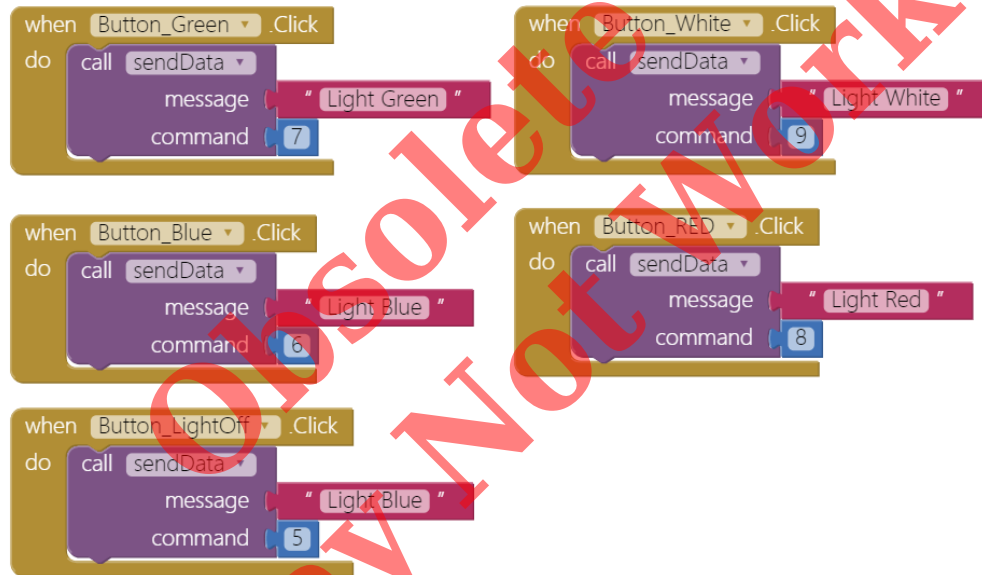 when Button_Green .Click
do call sendData
message " Light Green "
command 7
when Button_White .Click
do call sendData
message " Light White "
command 9
when Button_Blue .Click
do call sendData
message " Light Blue "
command 6
when Button_RED .Click
do call sendData
message " Light Red "
command 8
when Button_LightOff .Click
do call sendData
message " Light Blue "
command 5
Obsolete
Not Work